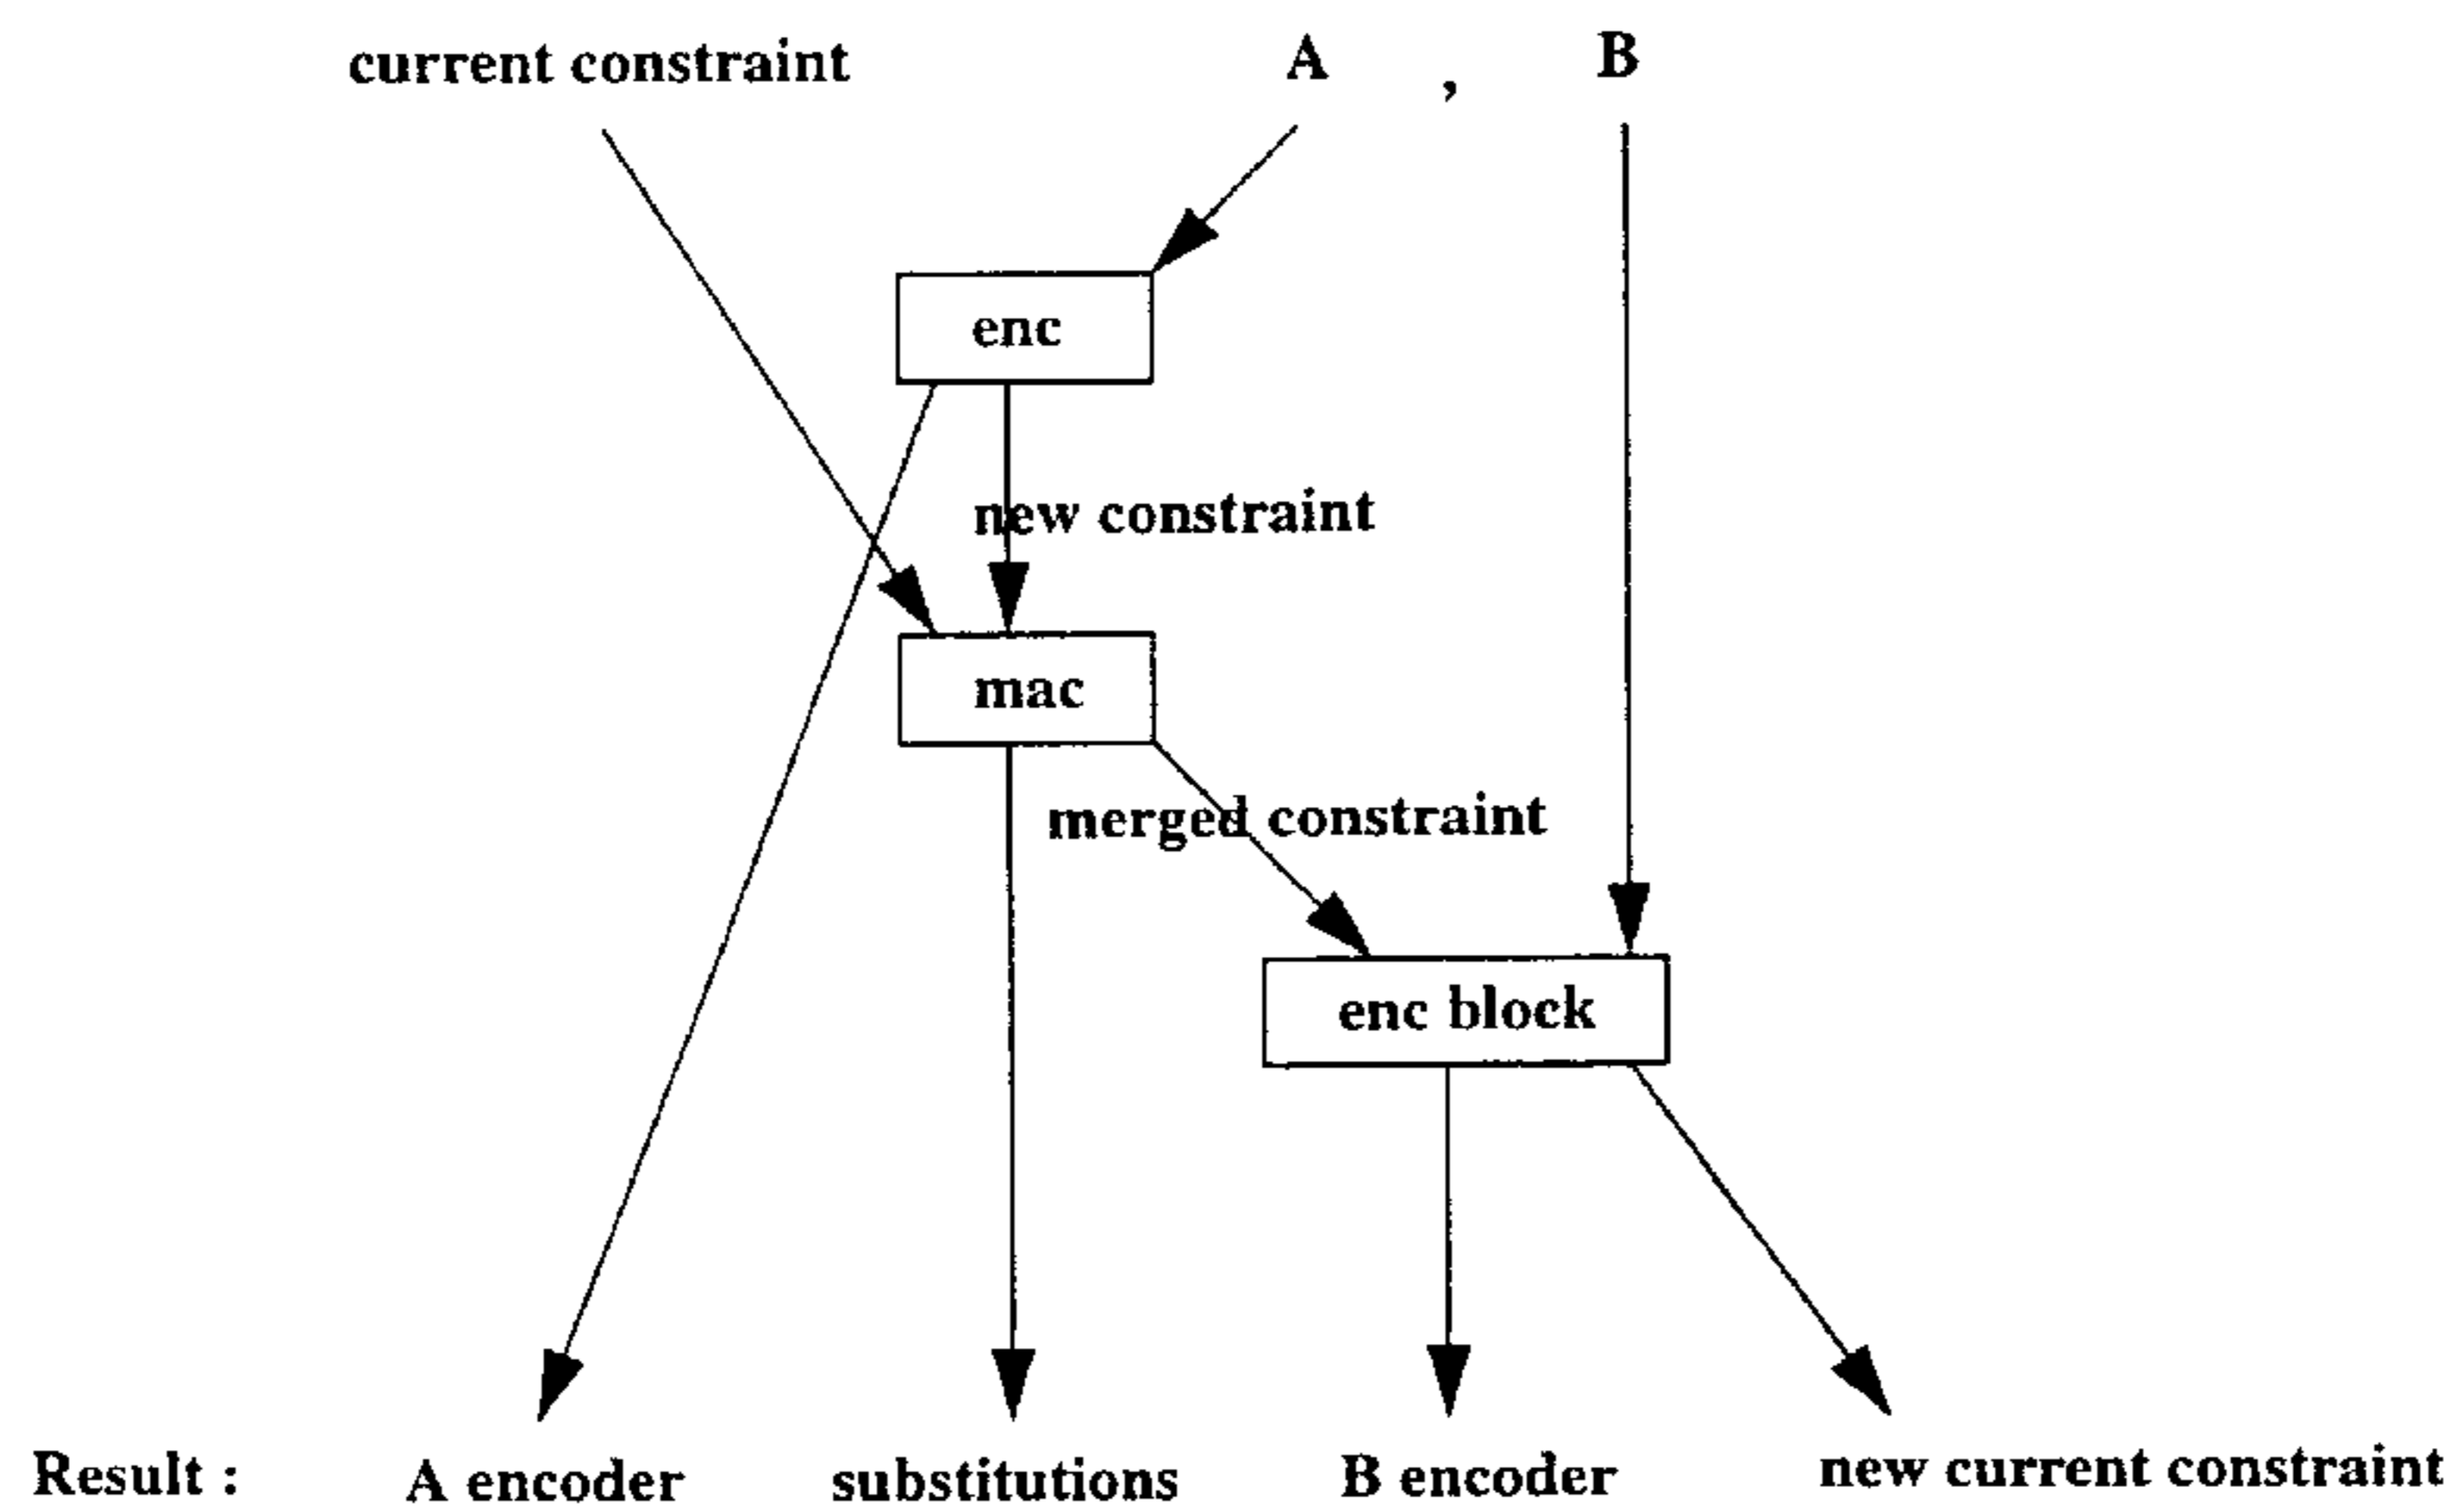 current constraint A , B
enc
new constraint
mac
merged constraint
enc block
Result : A encoder substitutions B encoder new current constraint